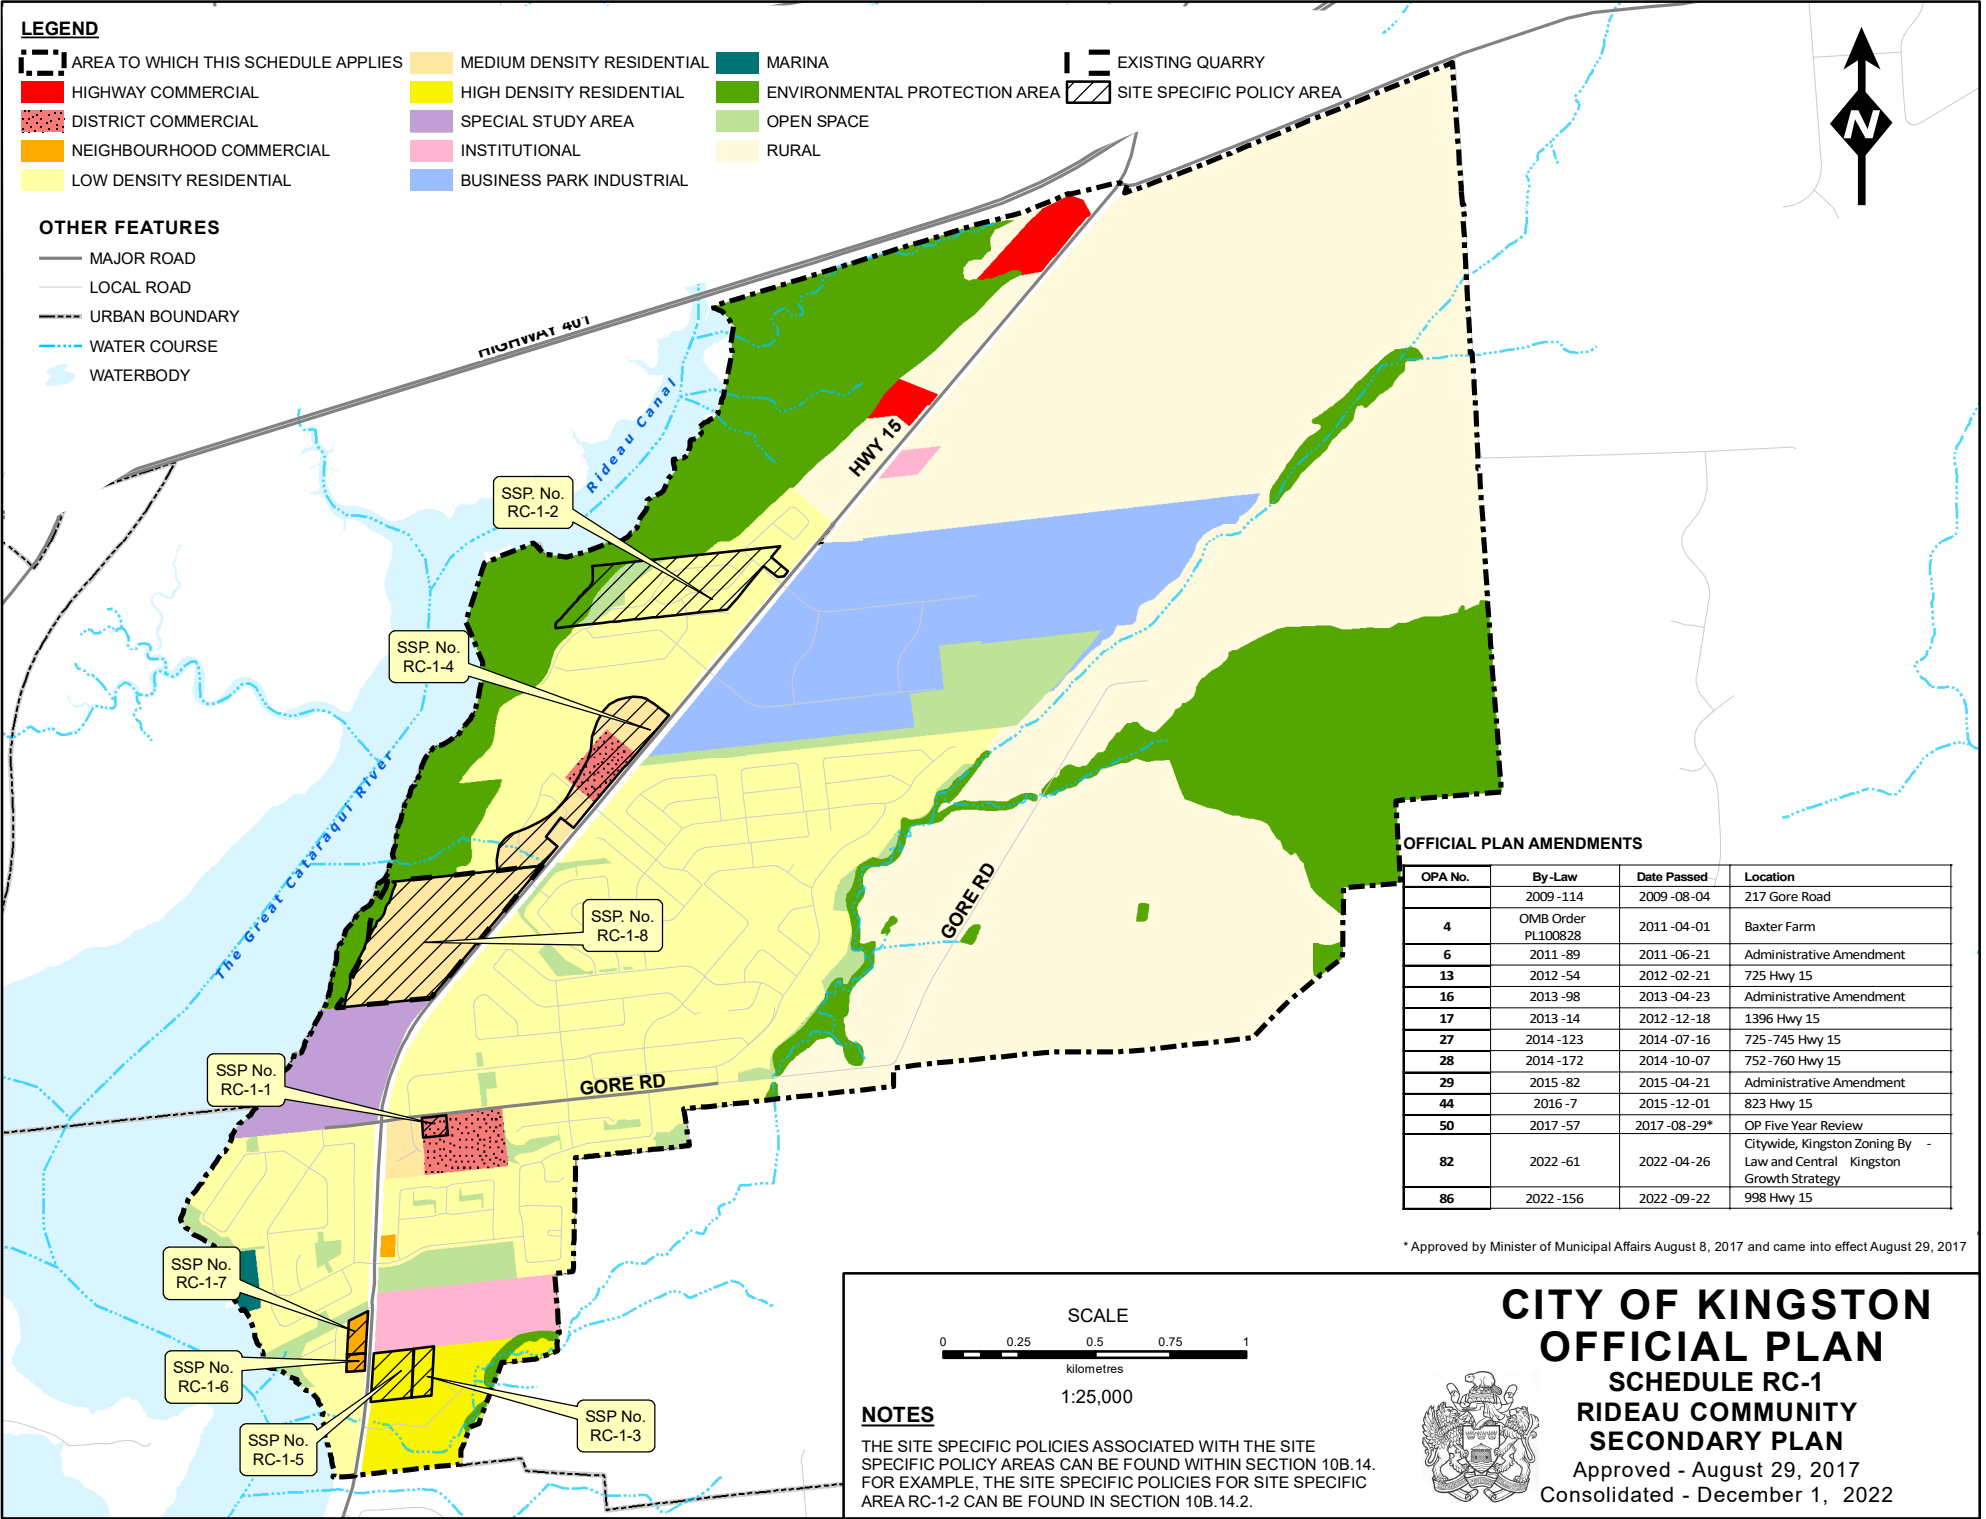 LEGEND
AREA TO WHICH THIS SCHEDULE APPLIES
HIGHWAY COMMERCIAL
DISTRICT COMMERCIAL
NEIGHBOURHOOD COMMERCIAL
LOW DENSITY RESIDENTIAL
MEDIUM DENSITY RESIDENTIAL
HIGH DENSITY RESIDENTIAL
SPECIAL STUDY AREA
INSTITUTIONAL
BUSINESS PARK INDUSTRIAL
MARINA
ENVIRONMENTAL PROTECTION AREA
OPEN SPACE
RURAL
EXISTING QUARRY
SITE SPECIFIC POLICY AREA
OTHER FEATURES
MAJOR ROAD
LOCAL ROAD
URBAN BOUNDARY
WATER COURSE
WATERBODY
N
HIGHWAY 401
Rideau Canal
HWY 15
SSP. No.
RC-1-2
SSP. No.
RC-1-4
The Great Cataraqui River
SSP. No.
RC-1-8
GORE RD
SSP No.
RC-1-1
GORE RD
SSP No.
RC-1-7
SSP No.
RC-1-6
SSP No.
RC-1-5
SSP No.
RC-1-3
OFFICIAL PLAN AMENDMENTS
OPA No. By-Law Date Passed Location
2009-114 2009-08-04 217 Gore Road
4 OMB Order PL100828 2011-04-01 Baxter Farm
6 2011-89 2011-06-21 Administrative Amendment
13 2012-54 2012-02-21 725 Hwy 15
16 2013-98 2013-04-23 Administrative Amendment
17 2013-14 2012-12-18 1396 Hwy 15
27 2014-123 2014-07-16 725-745 Hwy 15
28 2014-172 2014-10-07 752-760 Hwy 15
29 2015-82 2015-04-21 Administrative Amendment
44 2016-7 2015-12-01 823 Hwy 15
50 2017-57 2017-08-29* OP Five Year Review
82 2022-61 2022-04-26 Citywide, Kingston Zoning By -
Law and Central Kingston
Growth Strategy
86 2022-156 2022-09-22 998 Hwy 15
* Approved by Minister of Municipal Affairs August 8, 2017 and came into effect August 29, 2017
SCALE
0 0.25 0.5 0.75 1
kilometres
1:25,000
NOTES
THE SITE SPECIFIC POLICIES ASSOCIATED WITH THE SITE
SPECIFIC POLICY AREAS CAN BE FOUND WITHIN SECTION 10B.14.
FOR EXAMPLE, THE SITE SPECIFIC POLICIES FOR SITE SPECIFIC
AREA RC-1-2 CAN BE FOUND IN SECTION 10B.14.2.
CITY OF KINGSTON
OFFICIAL PLAN
SCHEDULE RC-1
RIDEAU COMMUNITY
SECONDARY PLAN
Approved - August 29, 2017
Consolidated - December 1, 2022